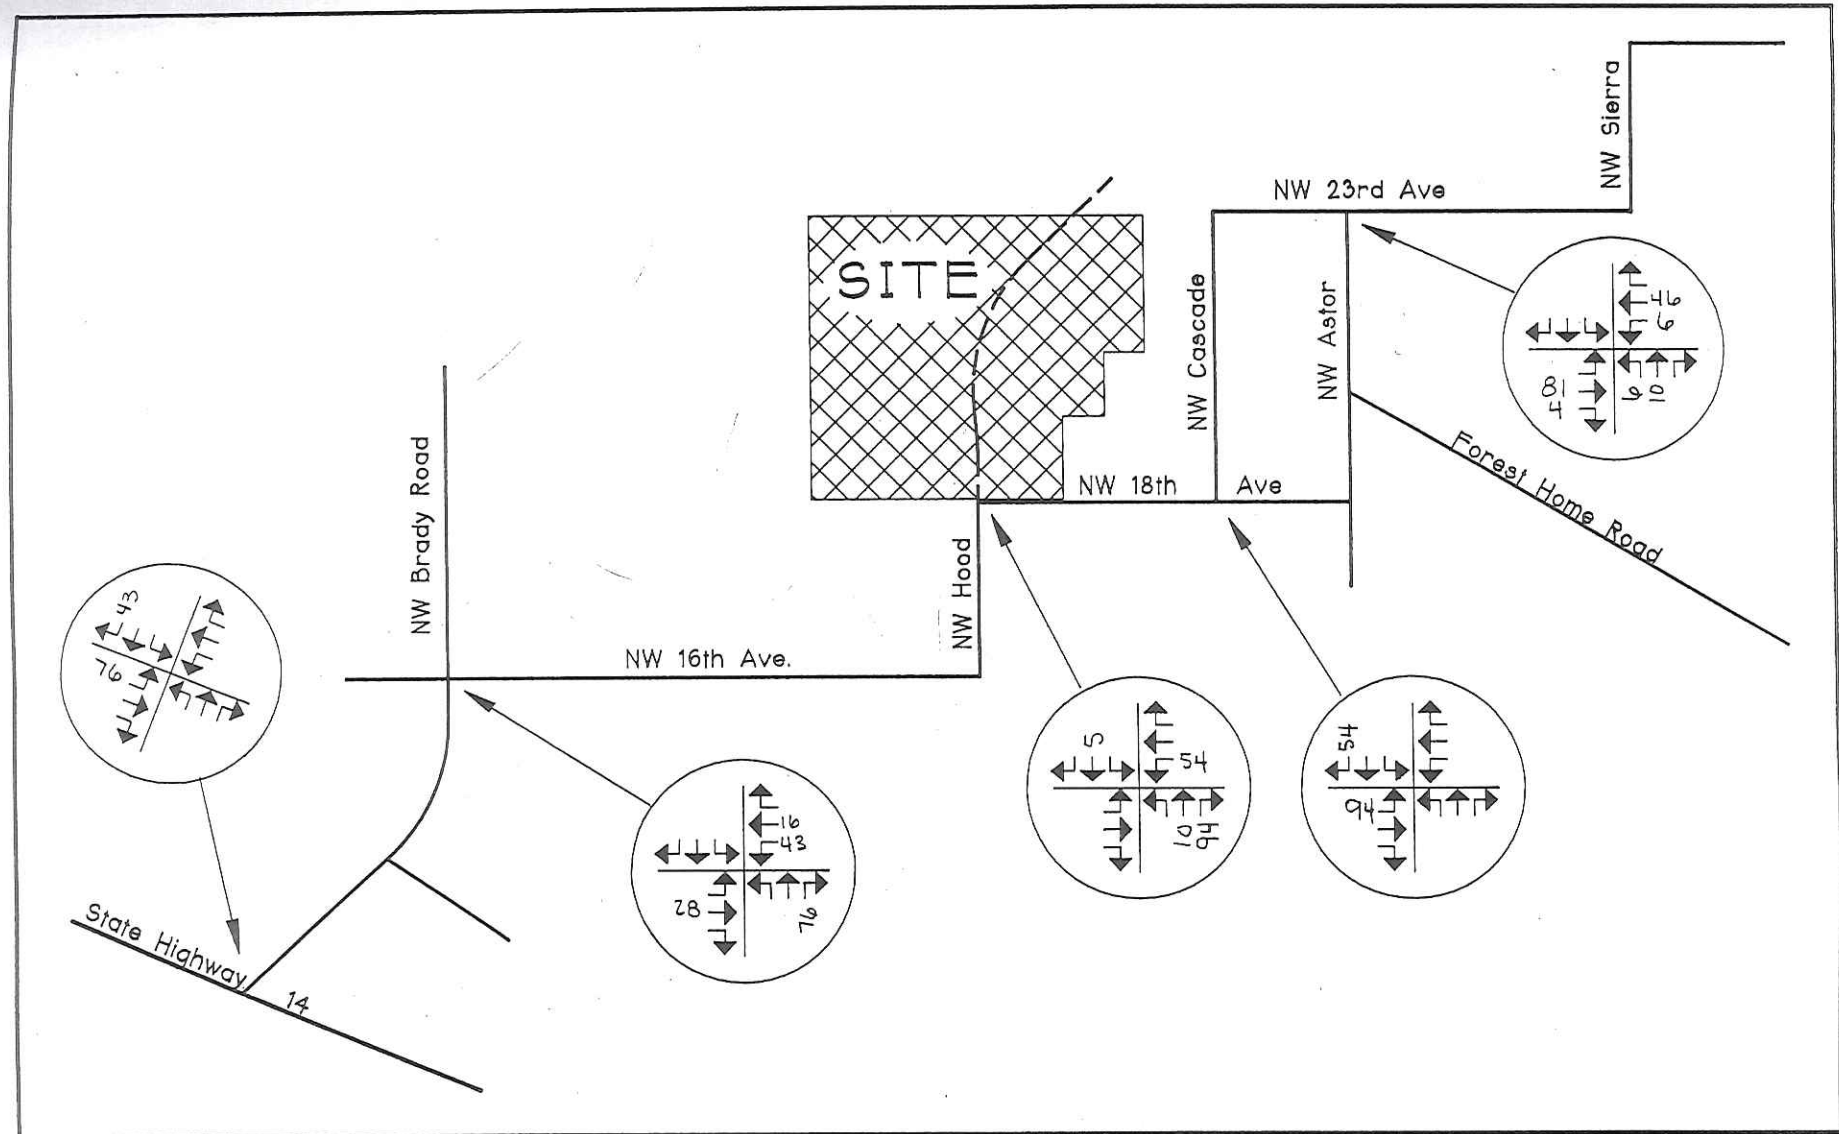 NW Sierra
NW 23rd Ave
SITE
NW Cascade
NW Astor
46
6
81
4
6
10
Forest Home Road
NW Brady Road
NW 18th Ave
NW Hood
NW 16th Ave.
43
76
5
54
10
94
54
94
16
43
28
76
State Highway 14